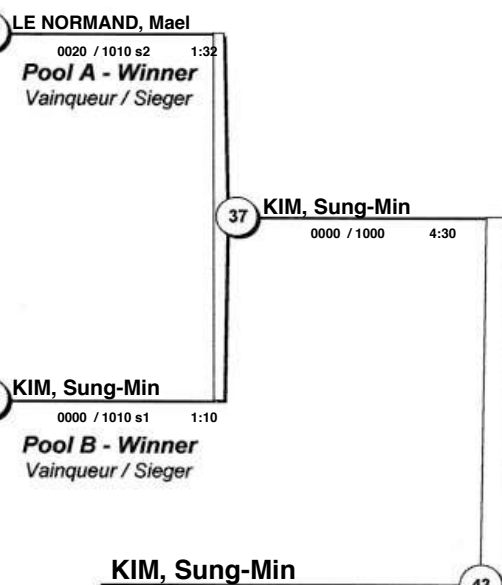 LE NORMAND, Mael
0020 / 1010 s2 1:32
Pool A - Winner
Vainqueur / Sieger
37
KIM, Sung-Min
0000 / 1000 4:30
KIM, Sung-Min
0000 / 1010 s1 1:10
Pool B - Winner
Vainqueur / Sieger
KIM, Sung-Min